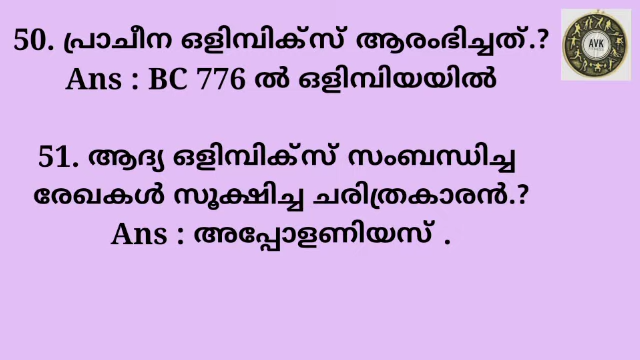 50. പ്രാചീന ഒളിമ്പിക്സ് ആരംഭിച്ചത്.?
Ans : BC 776 ൽ ഒളിമ്പിയയിൽ
51. ആദ്യ ഒളിമ്പിക്സ് സംബന്ധിച്ച
രേഖകൾ സൂക്ഷിച്ച ചരിത്രകാരൻ.?
Ans : അപ്പോളണിയസ് .
AVK